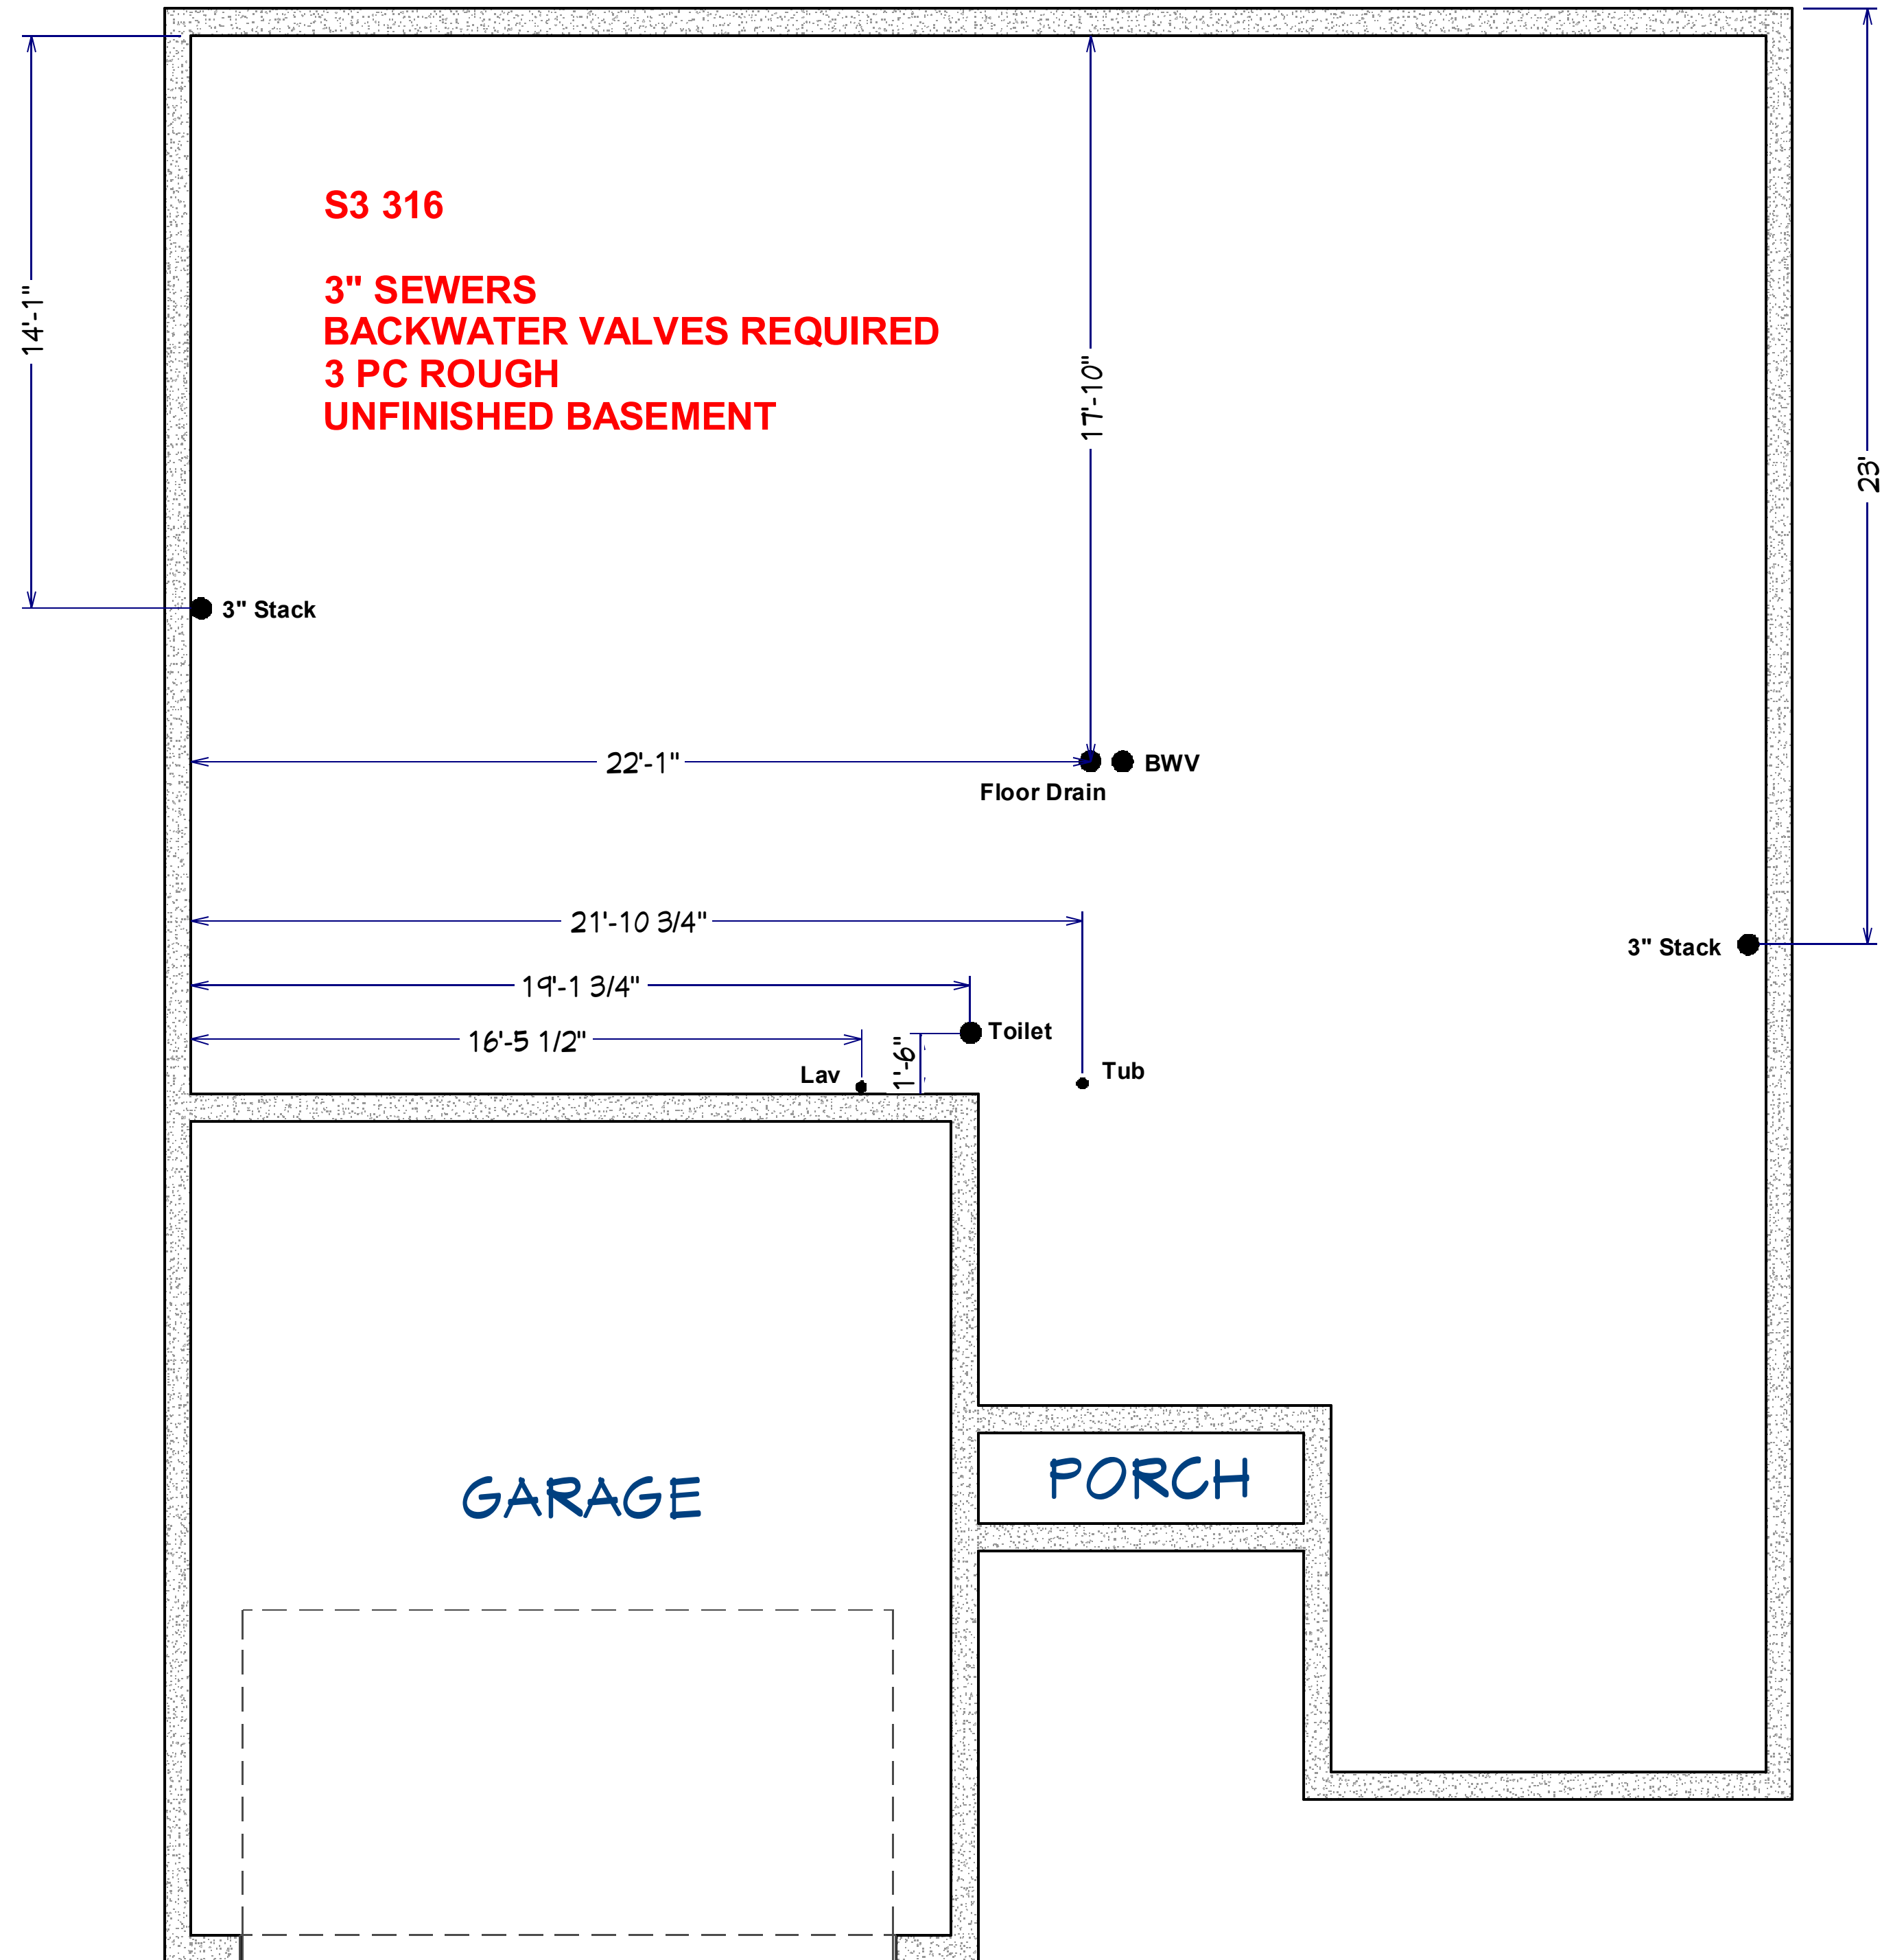 S3 316
3" SEWERS
BACKWATER VALVES REQUIRED
3 PC ROUGH
UNFINISHED BASEMENT
14'-1"
17'-10"
23'
3" Stack
22'-1"
BWV
Floor Drain
21'-10 3/4"
3" Stack
19'-1 3/4"
16'-5 1/2"
1'-6"
Toilet
Lav
Tub
GARAGE
PORCH